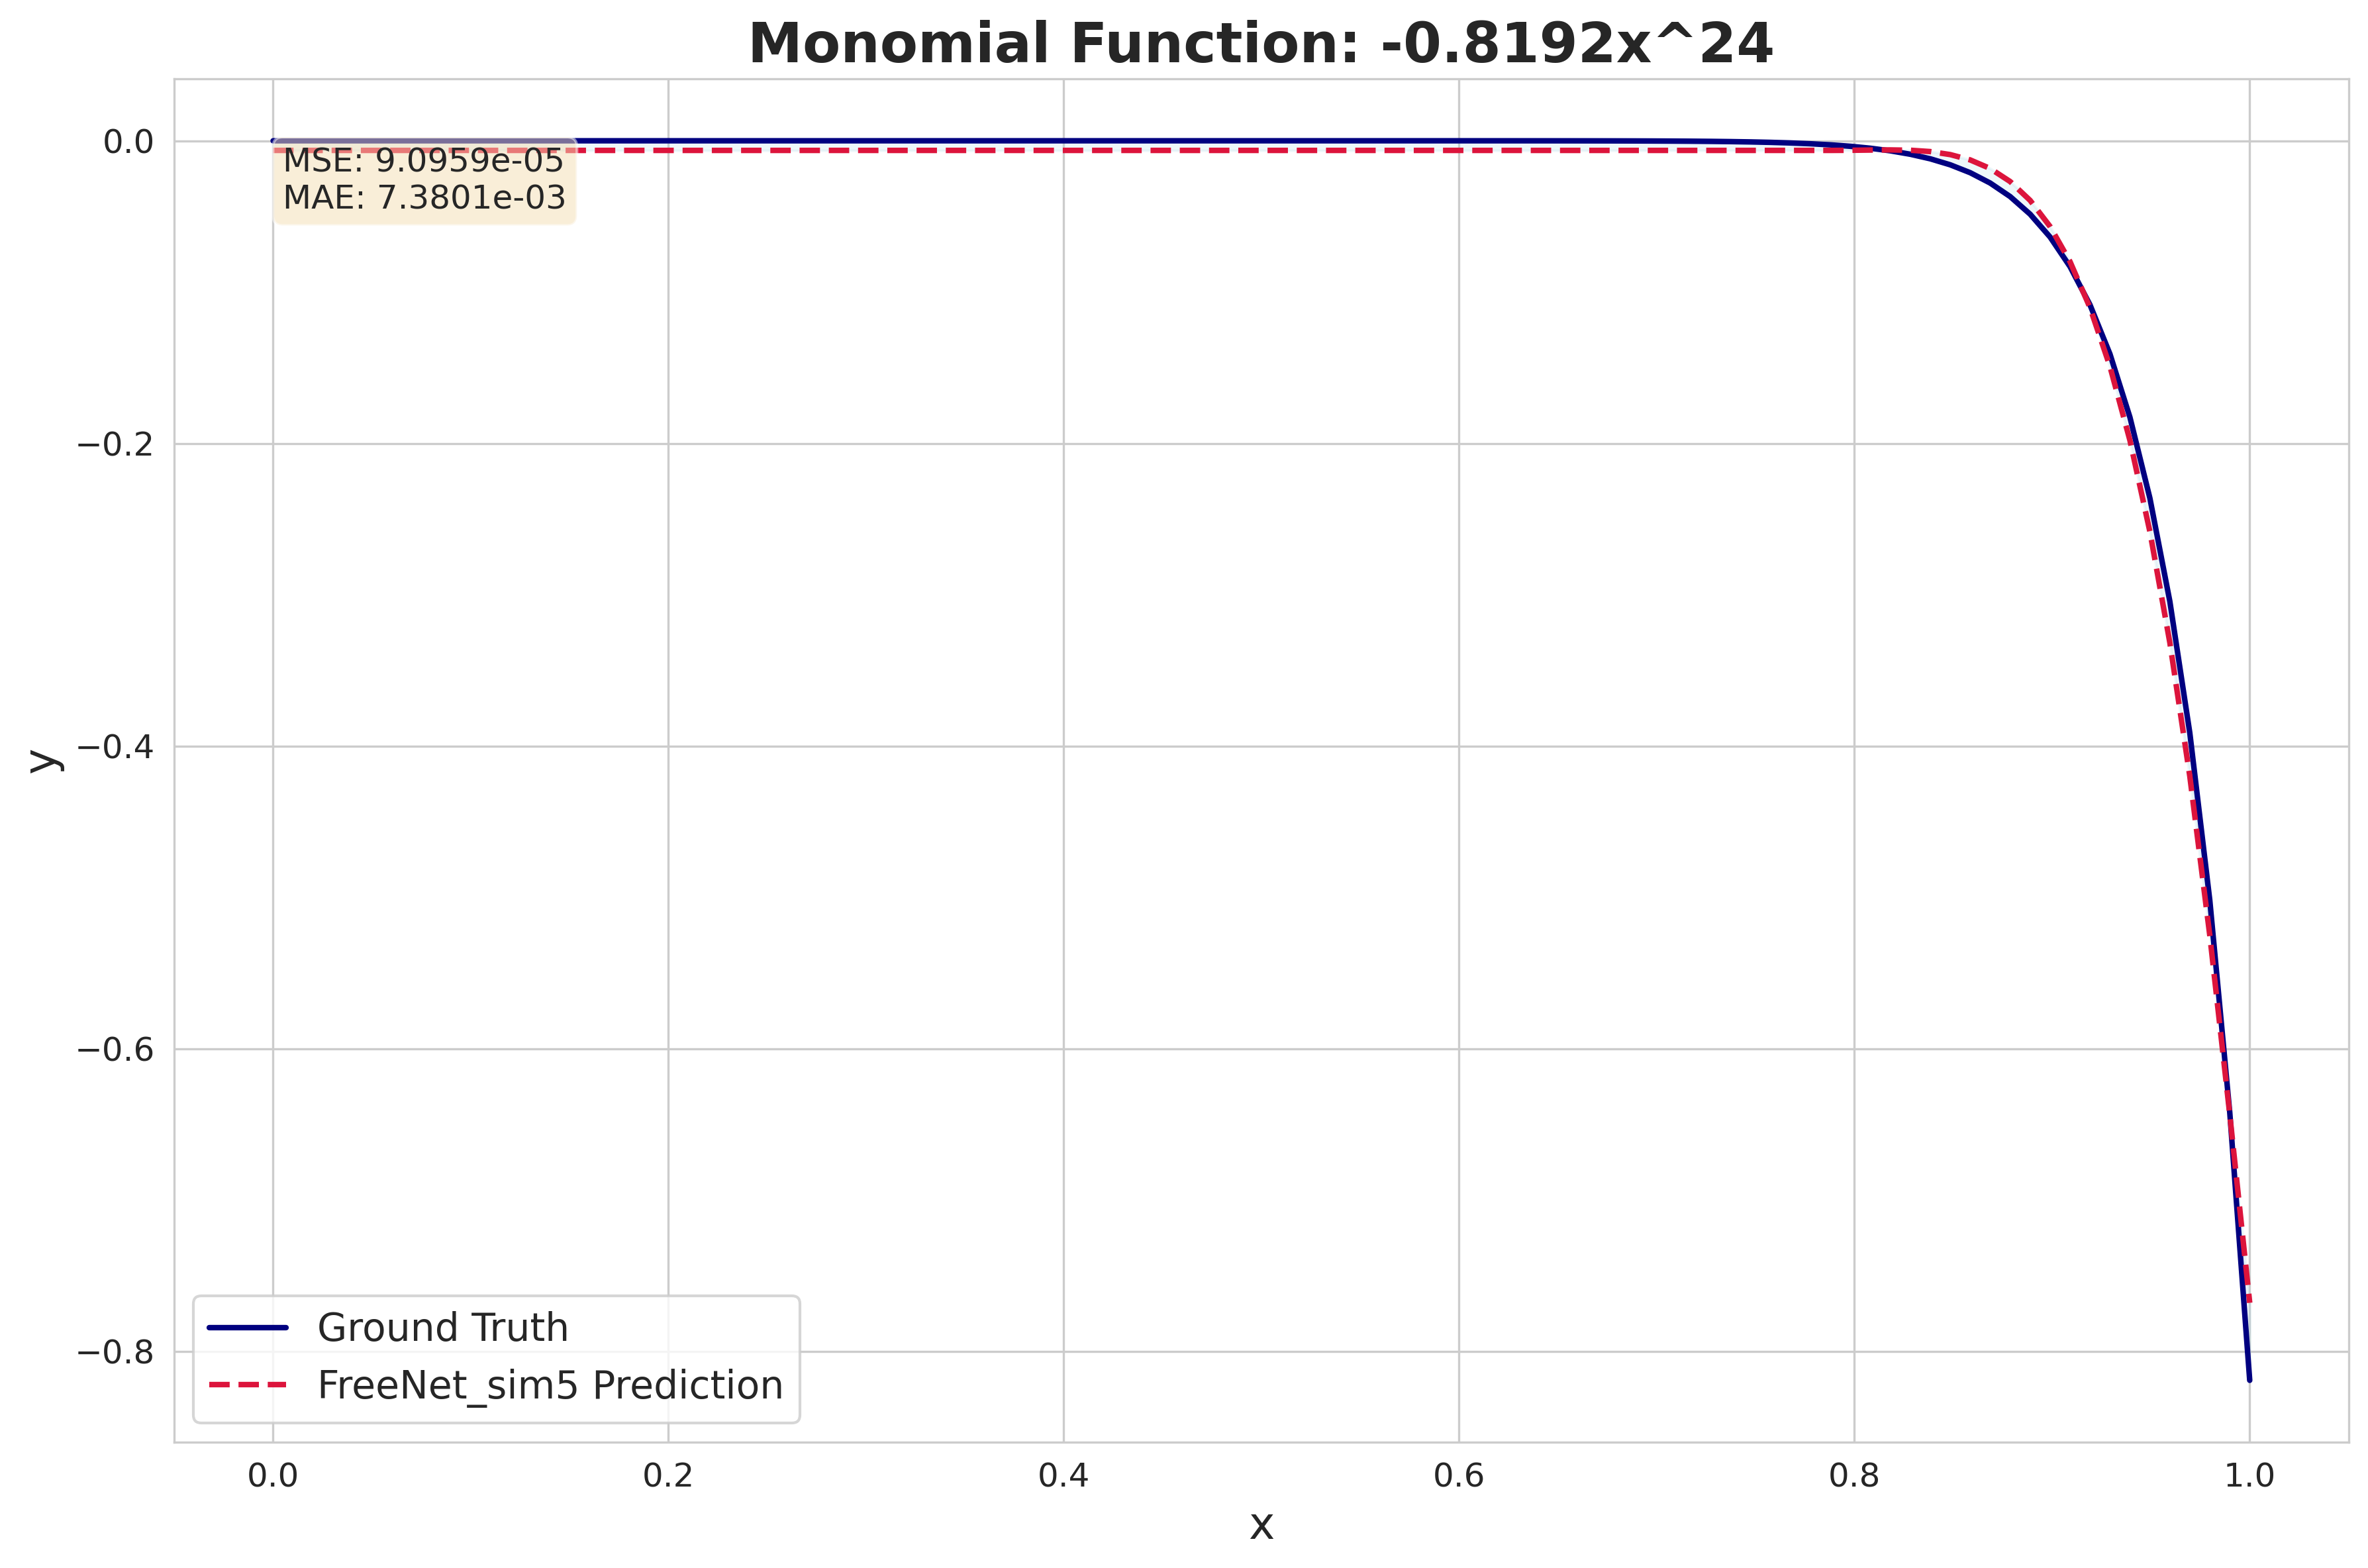 Monomial Function: -0.8192x^24
MSE: 9.0959e-05
MAE: 7.3801e-03
0.0
−0.2
−0.4
−0.6
−0.8
y
Ground Truth
FreeNet_sim5 Prediction
0.0 0.2 0.4 0.6 0.8 1.0
x